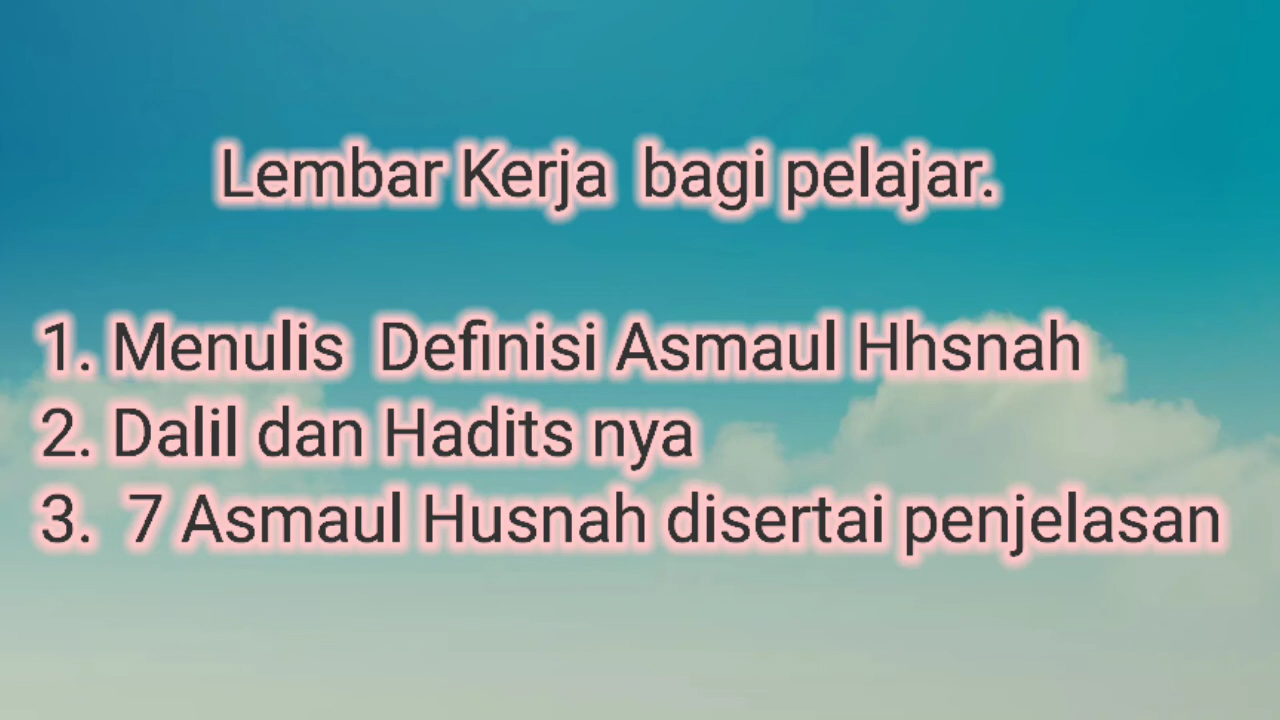 Lembar Kerja bagi pelajar.
1. Menulis Definisi Asmaul Hhsnah
2. Dalil dan Hadits nya
3. 7 Asmaul Husnah disertai penjelasan